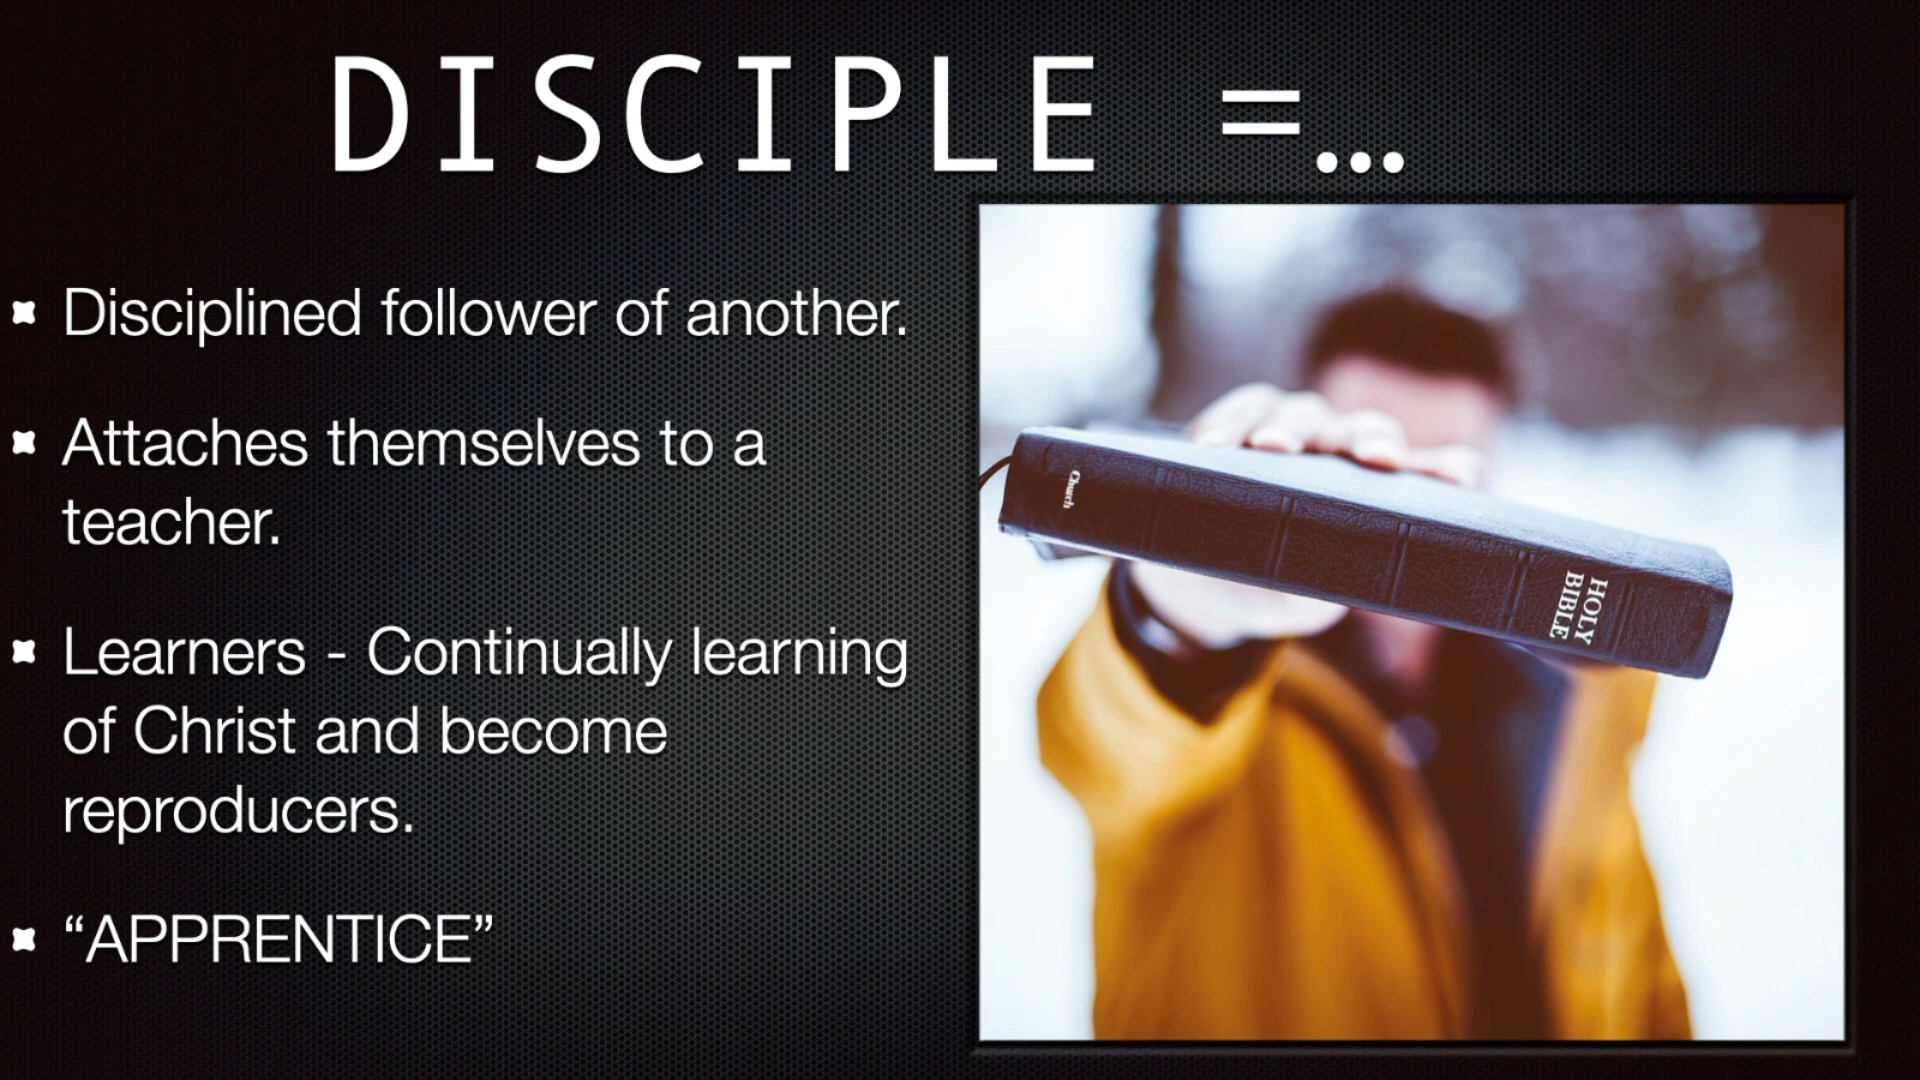 DISCIPLE =…
Disciplined follower of another.
Attaches themselves to a
teacher.
Learners - Continually learning
of Christ and become
reproducers.
“APPRENTICE”
Church
HOLY
BIBLE